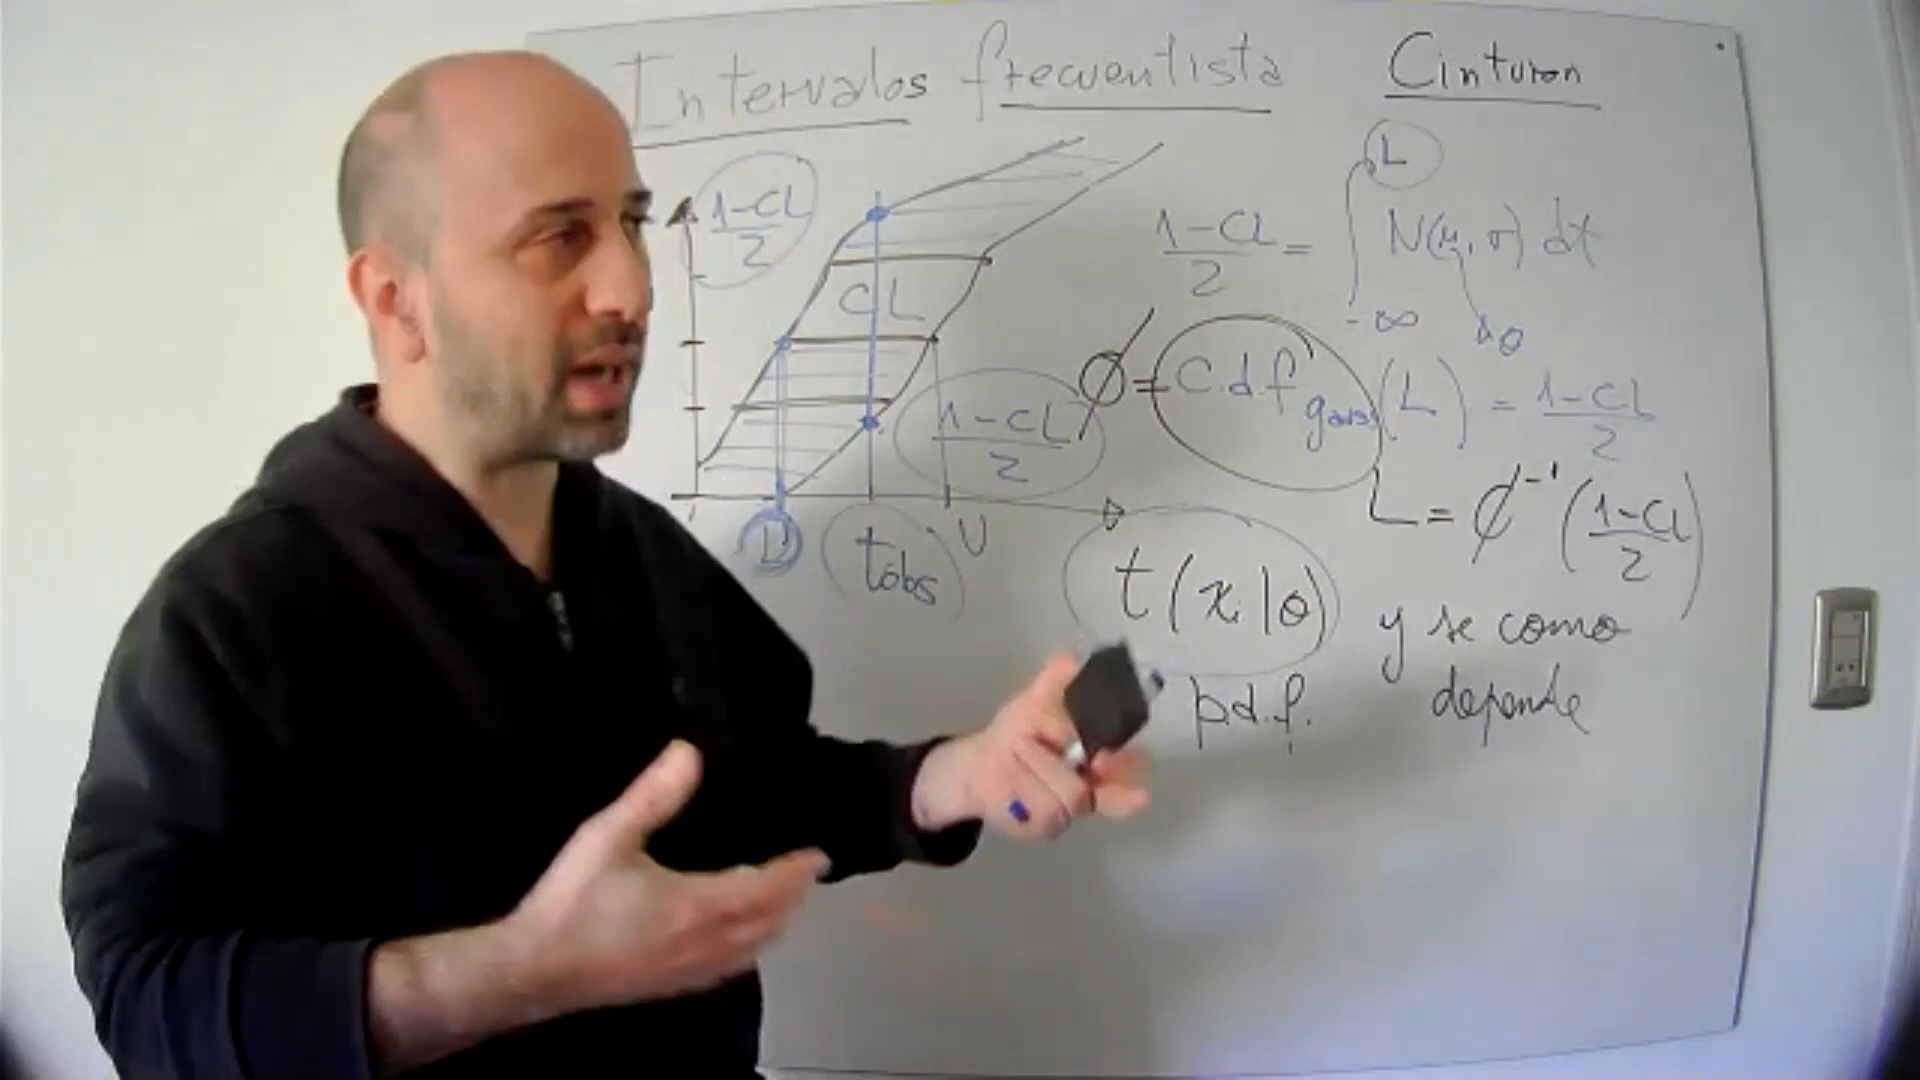 Intervalos frecuentista
Cinturon
1-CL
2
CL
1-CL
2
L
tobs
U
t(xi|θ)
p.d.f.
1-CL/2 = ∫ -∞ L N(μ, σ) dt
θ
ϕ = c.d.f gauss (L) = 1-CL/2
L = ϕ⁻¹ (1-CL/2)
y se como
depende